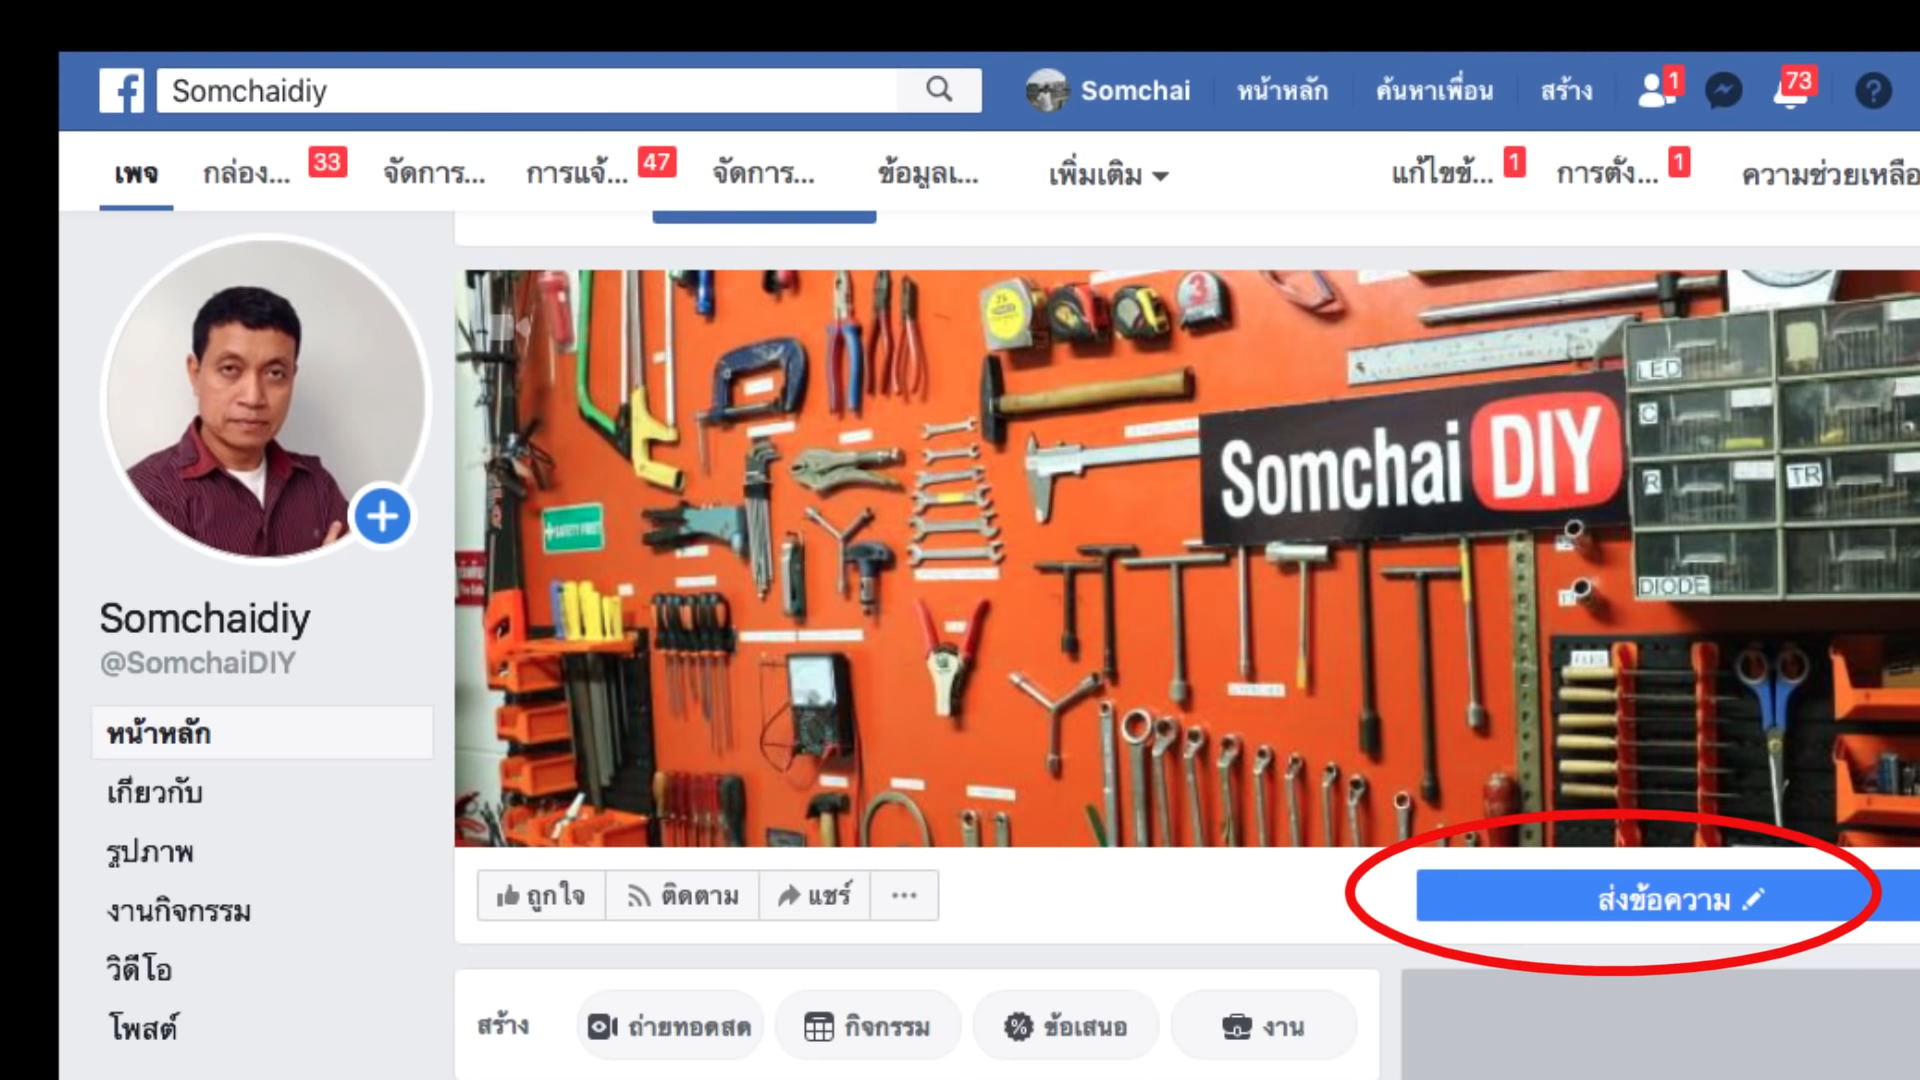 Somchaidiy
Somchai
หน้าหลัก
ค้นหาเพื่อน
สร้าง
1
73
?
เพจ
กล่อง... 33
จัดการ...
การแจ้... 47
จัดการ...
ข้อมูลเ...
เพิ่มเติม
แก้ไขข้... 1
การตั้ง... 1
ความช่วยเหลือ
Somchai DIY
LED
C
R
TR
DIODE
SAFETY FIRST
3
Somchaidiy
@SomchaiDIY
หน้าหลัก
เกี่ยวกับ
รูปภาพ
งานกิจกรรม
วิดีโอ
โพสต์
ถูกใจ
ติดตาม
แชร์
ส่งข้อความ
สร้าง
ถ่ายทอดสด
กิจกรรม
ข้อเสนอ
งาน